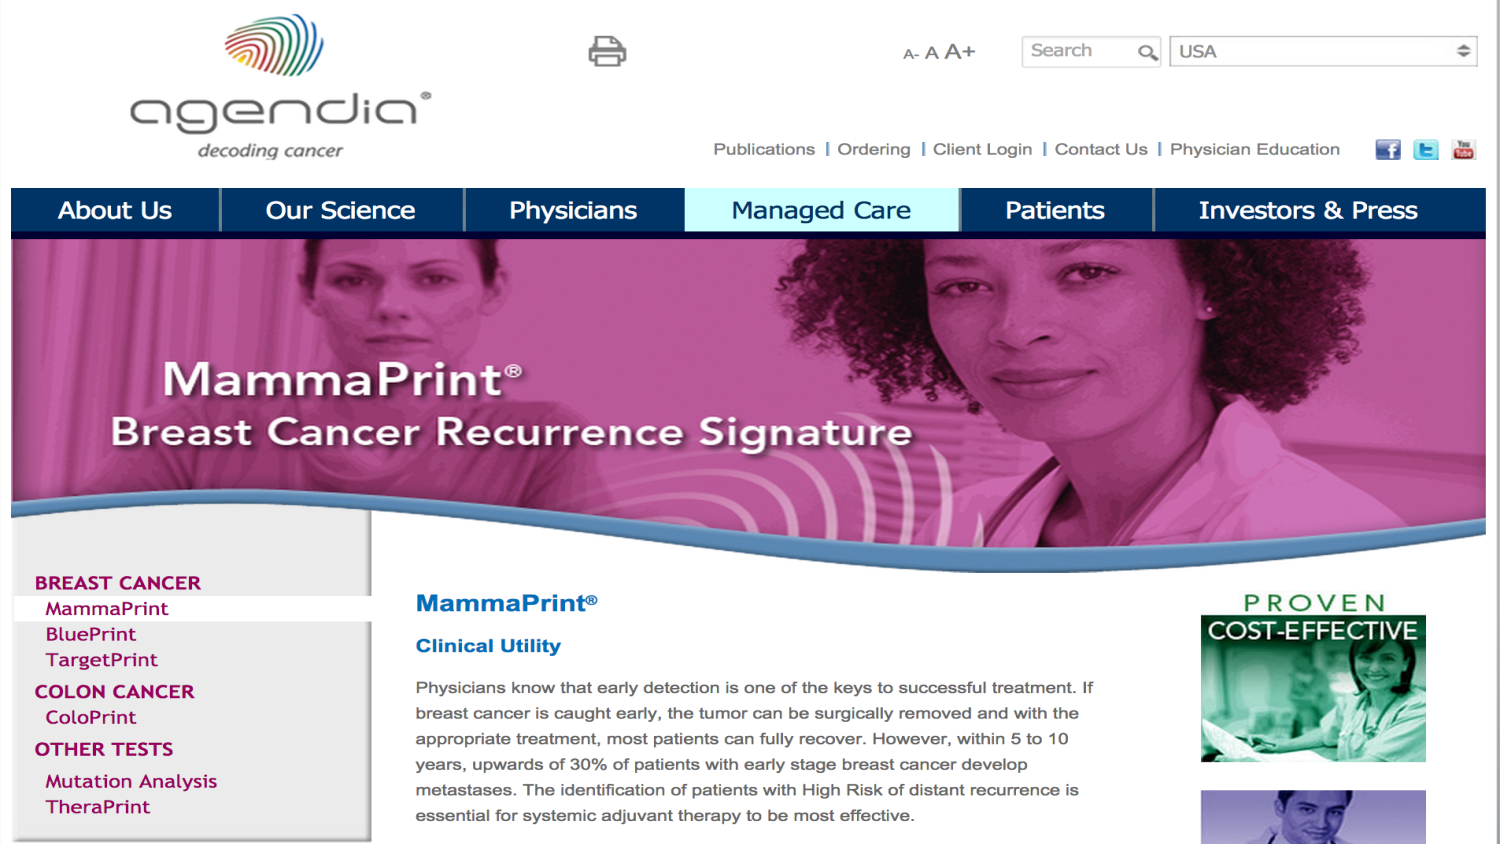 agendia®
decoding cancer
A- A A+
Search
USA
Publications | Ordering | Client Login | Contact Us | Physician Education
f
t
You Tube
About Us
Our Science
Physicians
Managed Care
Patients
Investors & Press
MammaPrint®
Breast Cancer Recurrence Signature
BREAST CANCER
MammaPrint
BluePrint
TargetPrint
COLON CANCER
ColoPrint
OTHER TESTS
Mutation Analysis
TheraPrint
MammaPrint®
Clinical Utility
Physicians know that early detection is one of the keys to successful treatment. If
breast cancer is caught early, the tumor can be surgically removed and with the
appropriate treatment, most patients can fully recover. However, within 5 to 10
years, upwards of 30% of patients with early stage breast cancer develop
metastases. The identification of patients with High Risk of distant recurrence is
essential for systemic adjuvant therapy to be most effective.
PROVEN
COST-EFFECTIVE